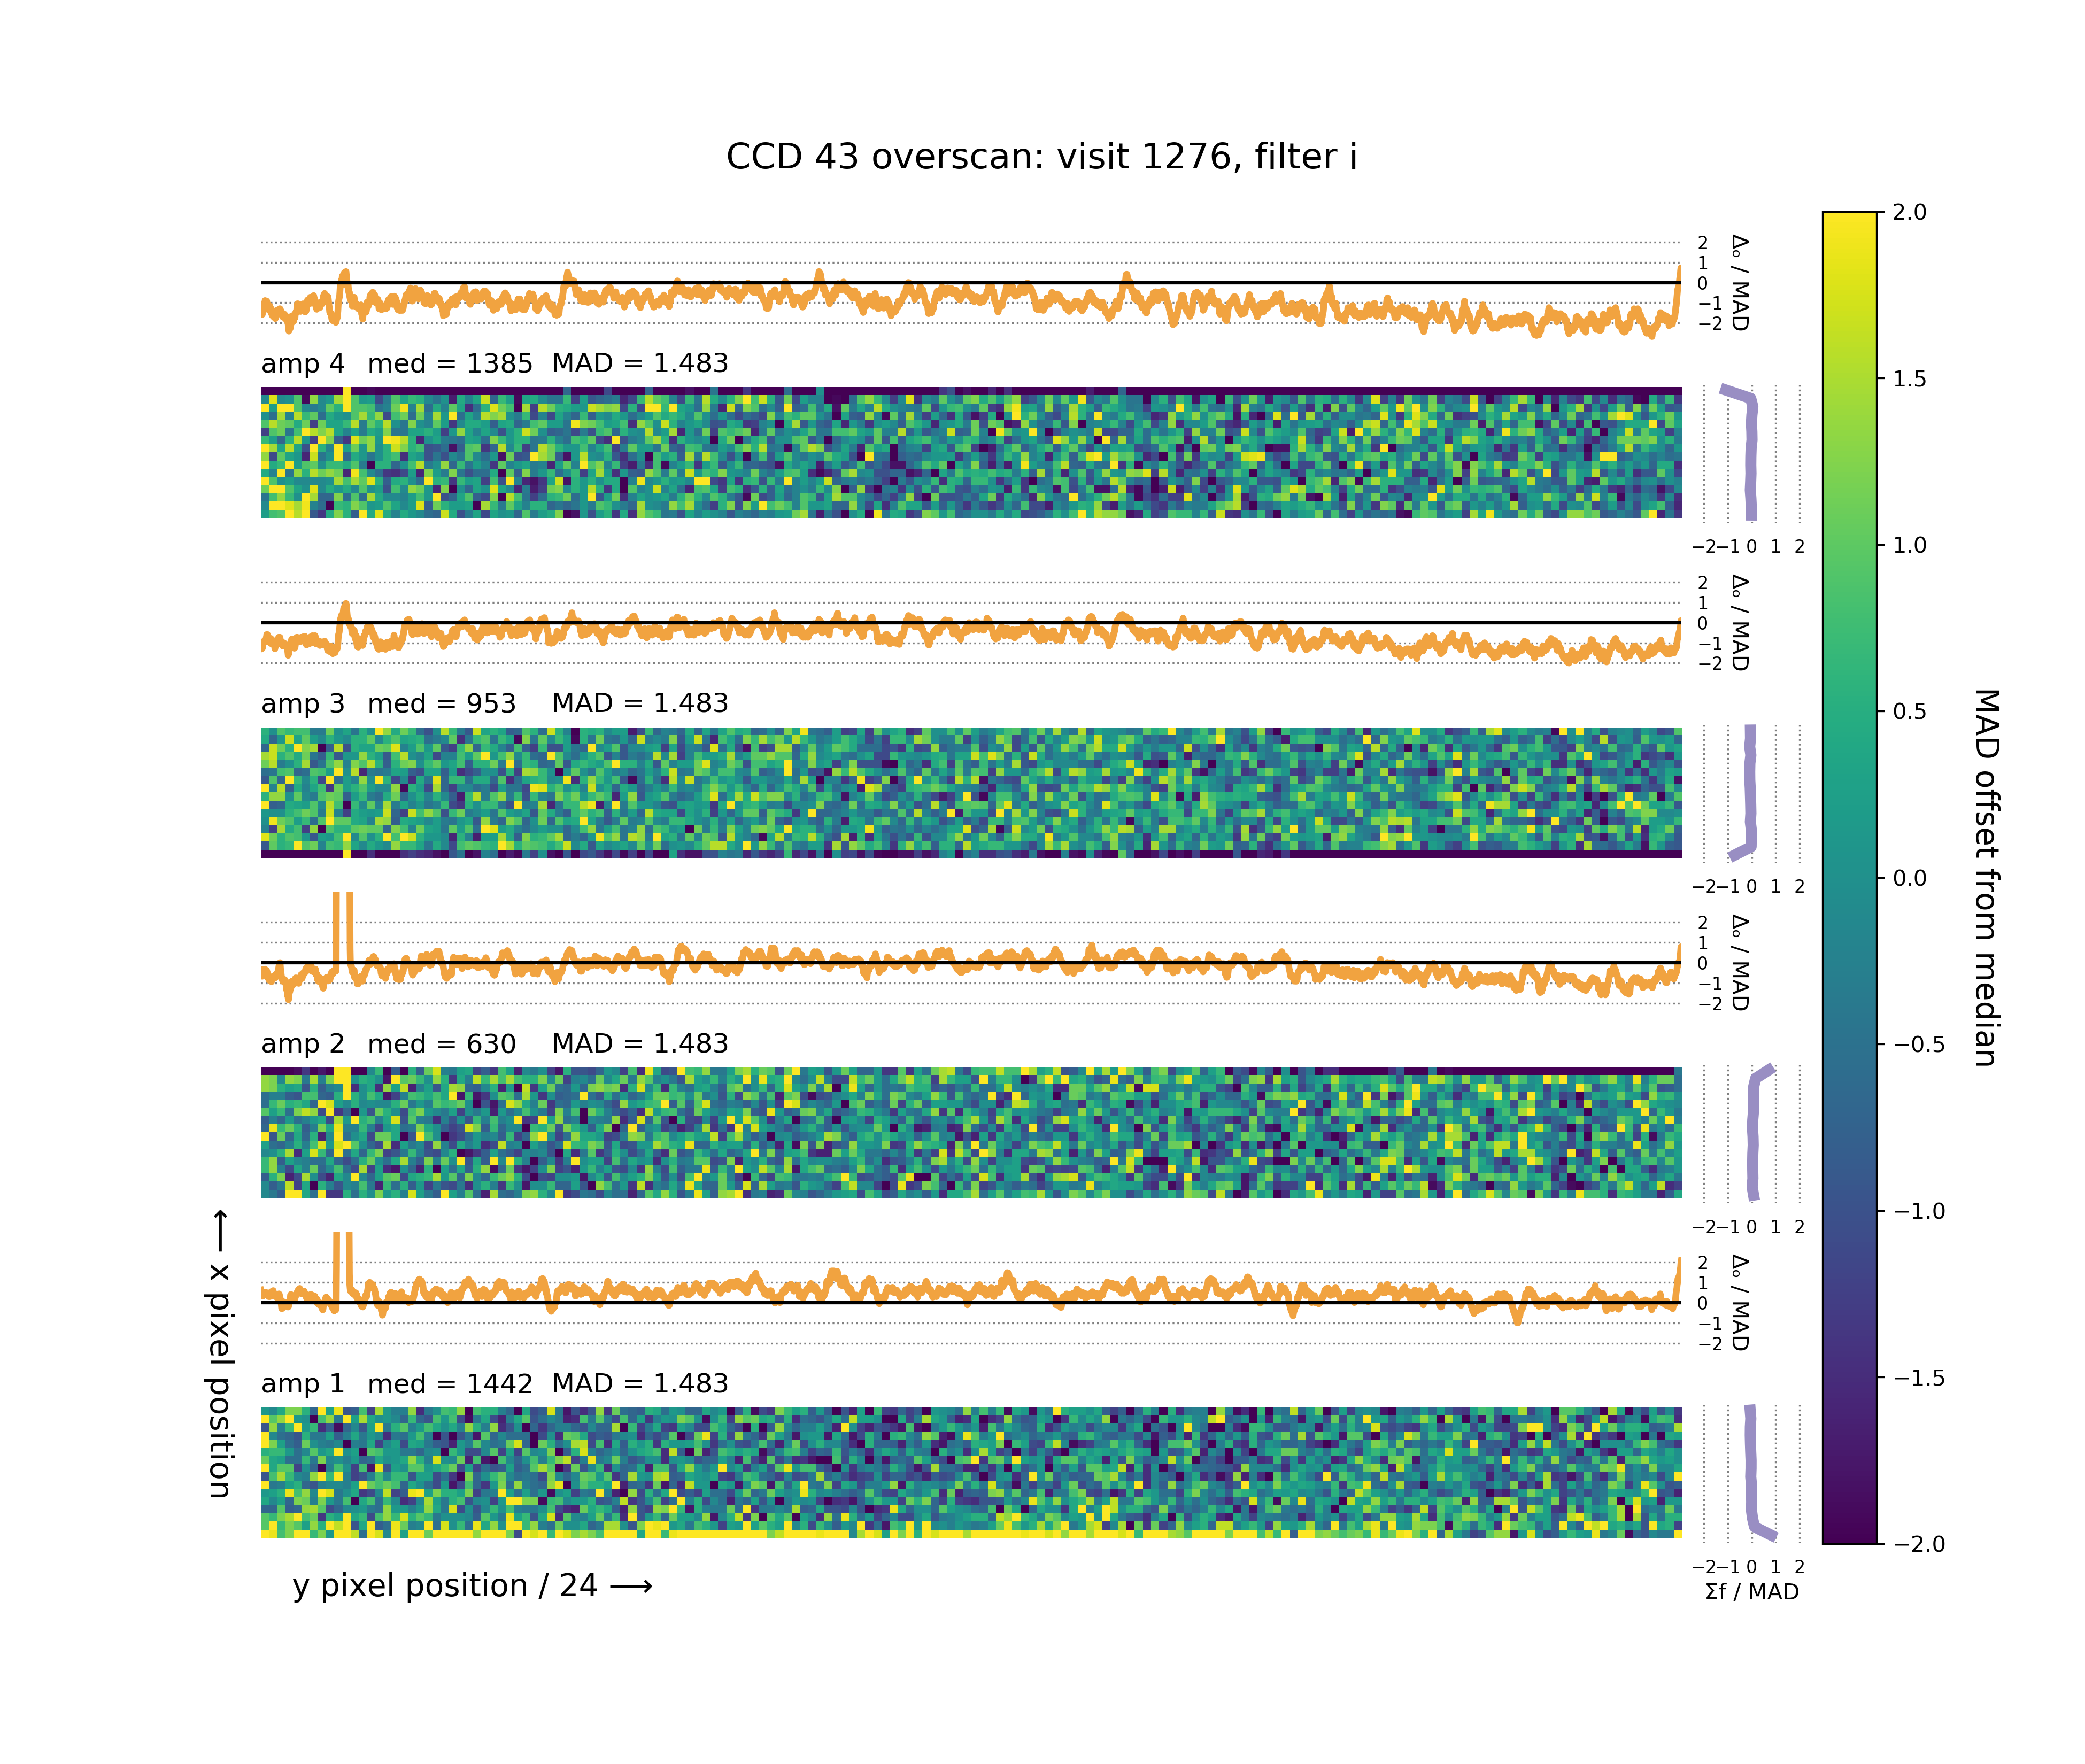 CCD 43 overscan: visit 1276, filter i
2
1
0
−1
−2
Δₒ / MAD
amp 4 med = 1385 MAD = 1.483
−2 −1 0 1 2
2
1
0
−1
−2
Δₒ / MAD
amp 3 med = 953 MAD = 1.483
−2 −1 0 1 2
2
1
0
−1
−2
Δₒ / MAD
amp 2 med = 630 MAD = 1.483
−2 −1 0 1 2
2
1
0
−1
−2
Δₒ / MAD
amp 1 med = 1442 MAD = 1.483
−2 −1 0 1 2
Σf / MAD
⟵ x pixel position
y pixel position / 24 ⟶
2.0
1.5
1.0
0.5
0.0
−0.5
−1.0
−1.5
−2.0
MAD offset from median